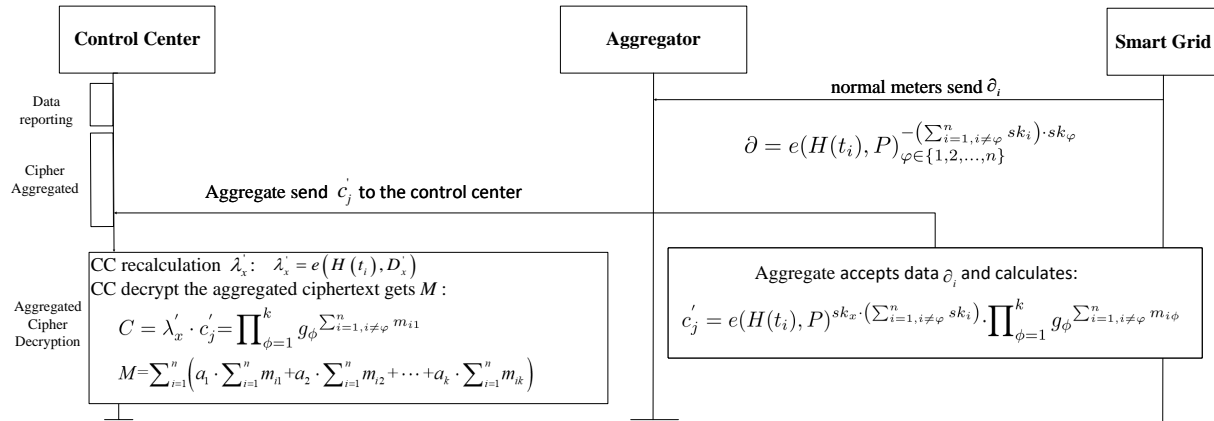 Control Center
Aggregator
Smart Grid
Data
reporting
normal meters send ∂_i
∂ = e(H(t_i), P)^{-(∑_{i=1,i≠φ}^{n} sk_i)·sk_φ}_{φ∈{1,2,...,n}}
Cipher
Aggregated
Aggregate send c_j' to the control center
CC recalculation λ_x': λ_x' = e(H(t_i), D_x')
CC decrypt the aggregated ciphertext gets M :
C = λ_x' · c_j' = ∏_{ϕ=1}^{k} g_ϕ^{∑_{i=1,i≠φ}^{n} m_{i1}}
M=∑_{i=1}^{n}(a_1 · ∑_{i=1}^{n} m_{i1}+a_2 · ∑_{i=1}^{n} m_{i2}+⋯+a_k · ∑_{i=1}^{n} m_{ik})
Aggregated
Cipher
Decryption
Aggregate accepts data ∂_i and calculates:
c_j' = e(H(t_i), P)^{sk_x·(∑_{i=1,i≠φ}^{n} sk_i)} · ∏_{ϕ=1}^{k} g_ϕ^{∑_{i=1,i≠φ}^{n} m_{iϕ}}